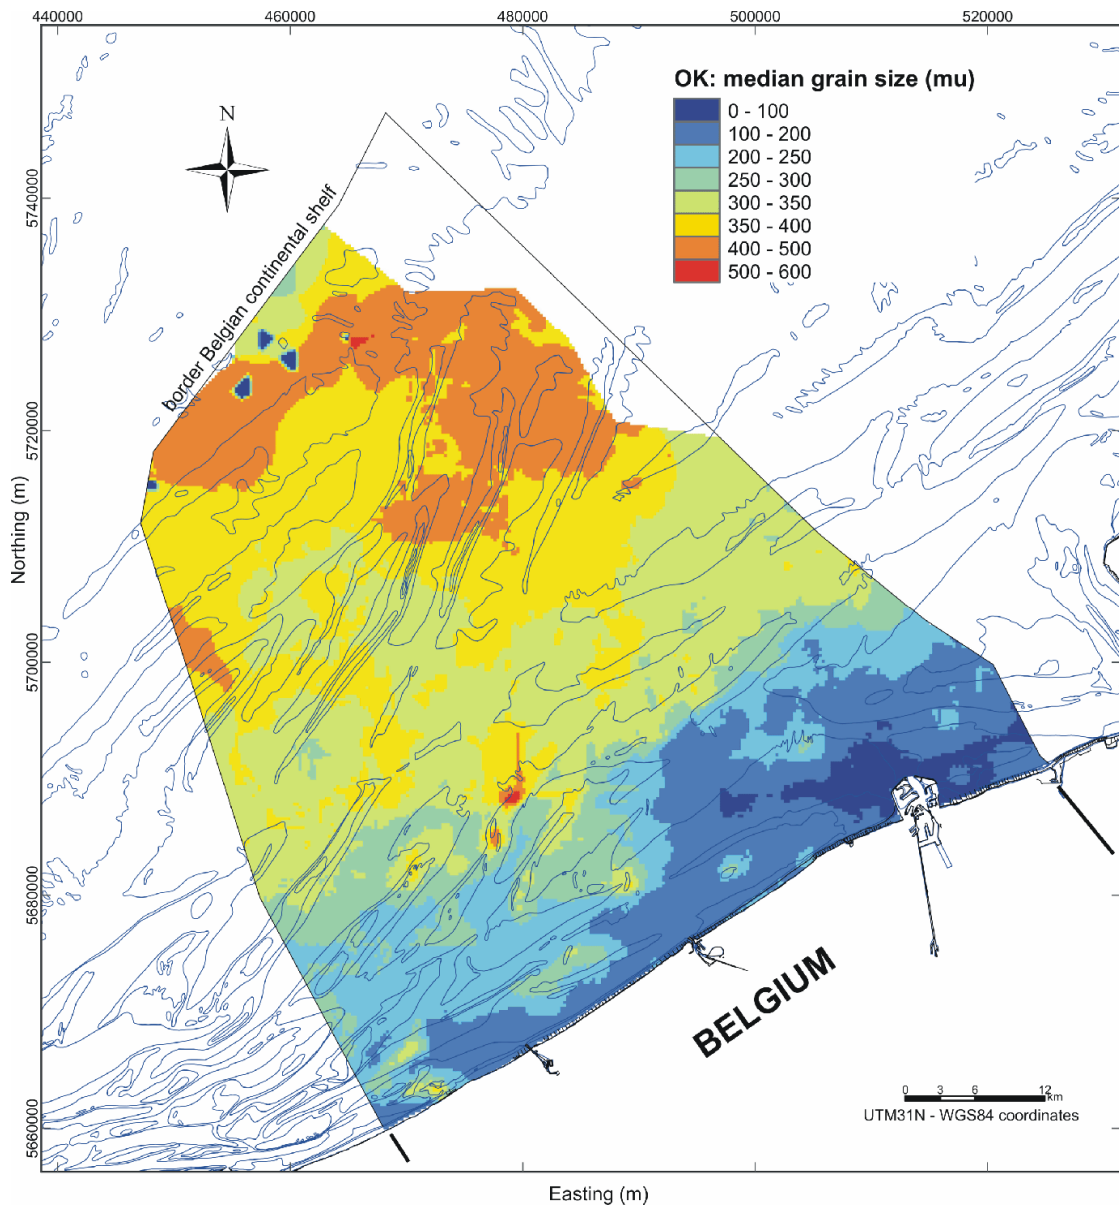 440000
460000
480000
500000
520000
OK: median grain size (mu)
0 - 100
100 - 200
200 - 250
250 - 300
300 - 350
350 - 400
400 - 500
500 - 600
N
border Belgian continental shelf
5740000
5720000
5700000
5680000
5660000
Northing (m)
BELGIUM
0 3 6 12
km
UTM31N - WGS84 coordinates
Easting (m)